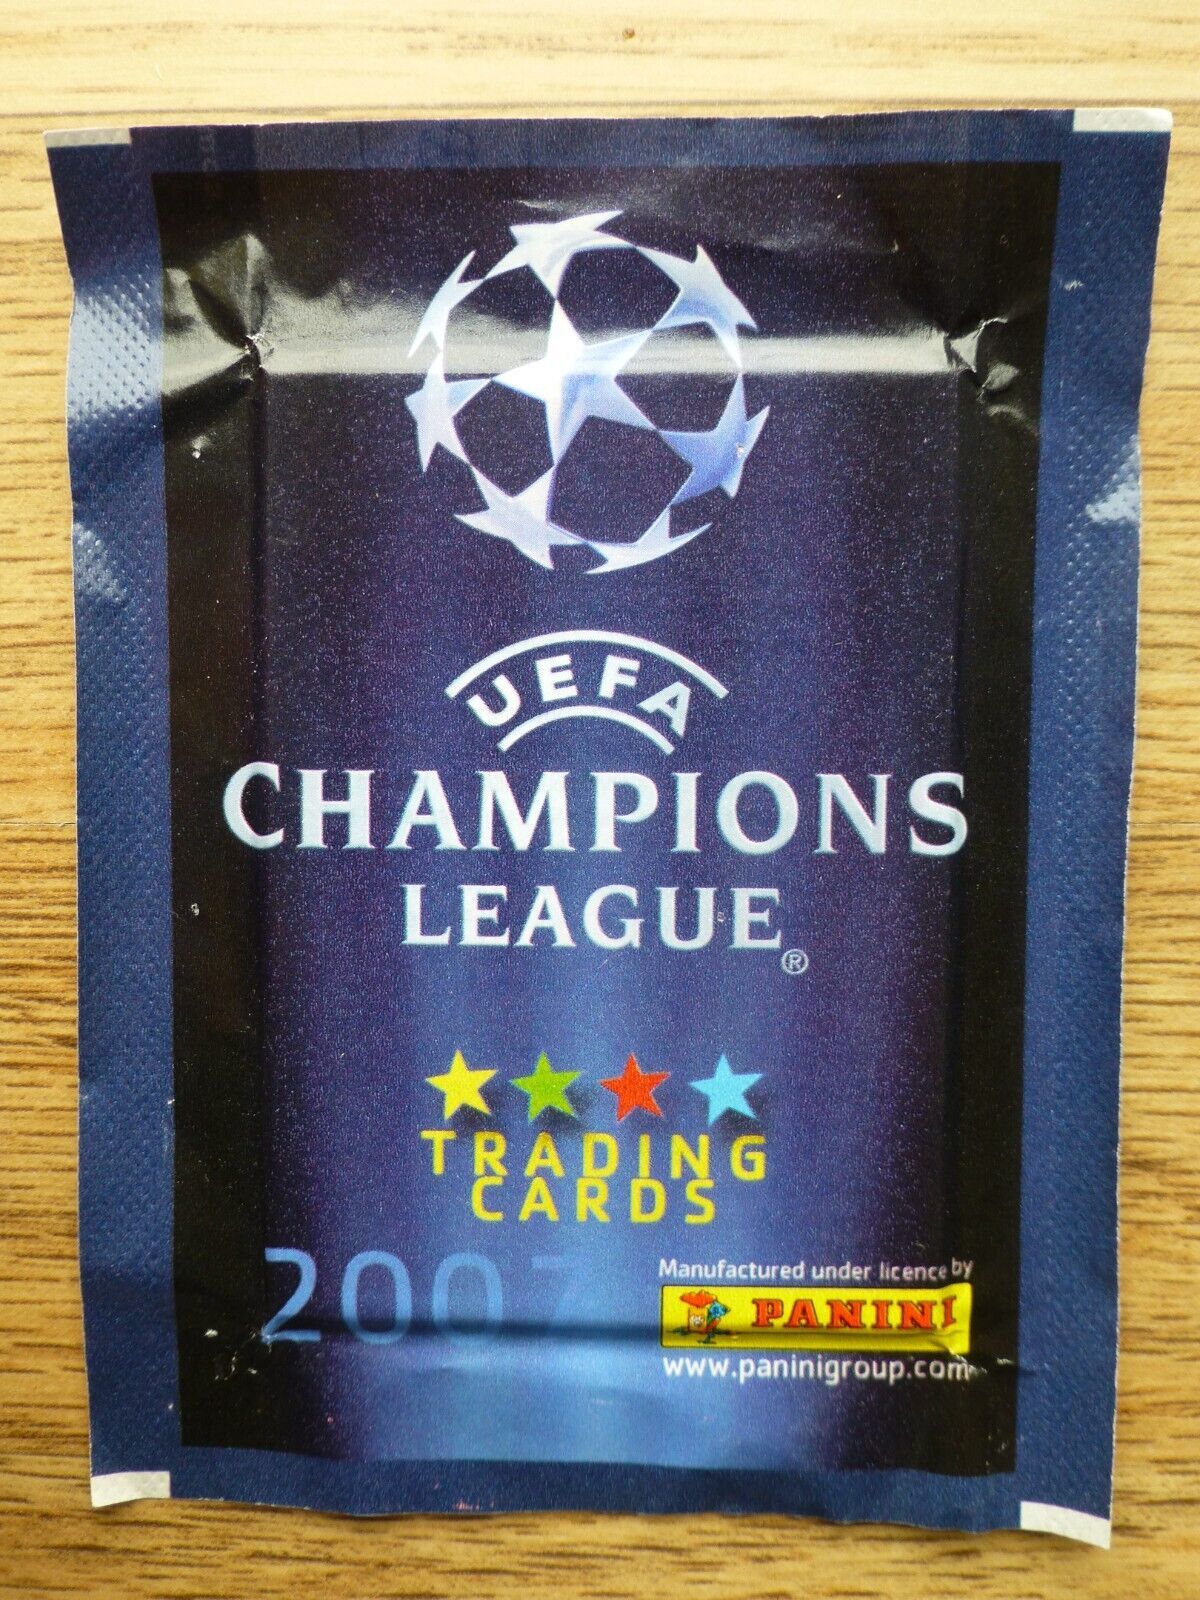 UEFA
CHAMPIONS
LEAGUE®
TRADING
CARDS
2007
Manufactured under licence by
PANINI
www.paninigroup.com